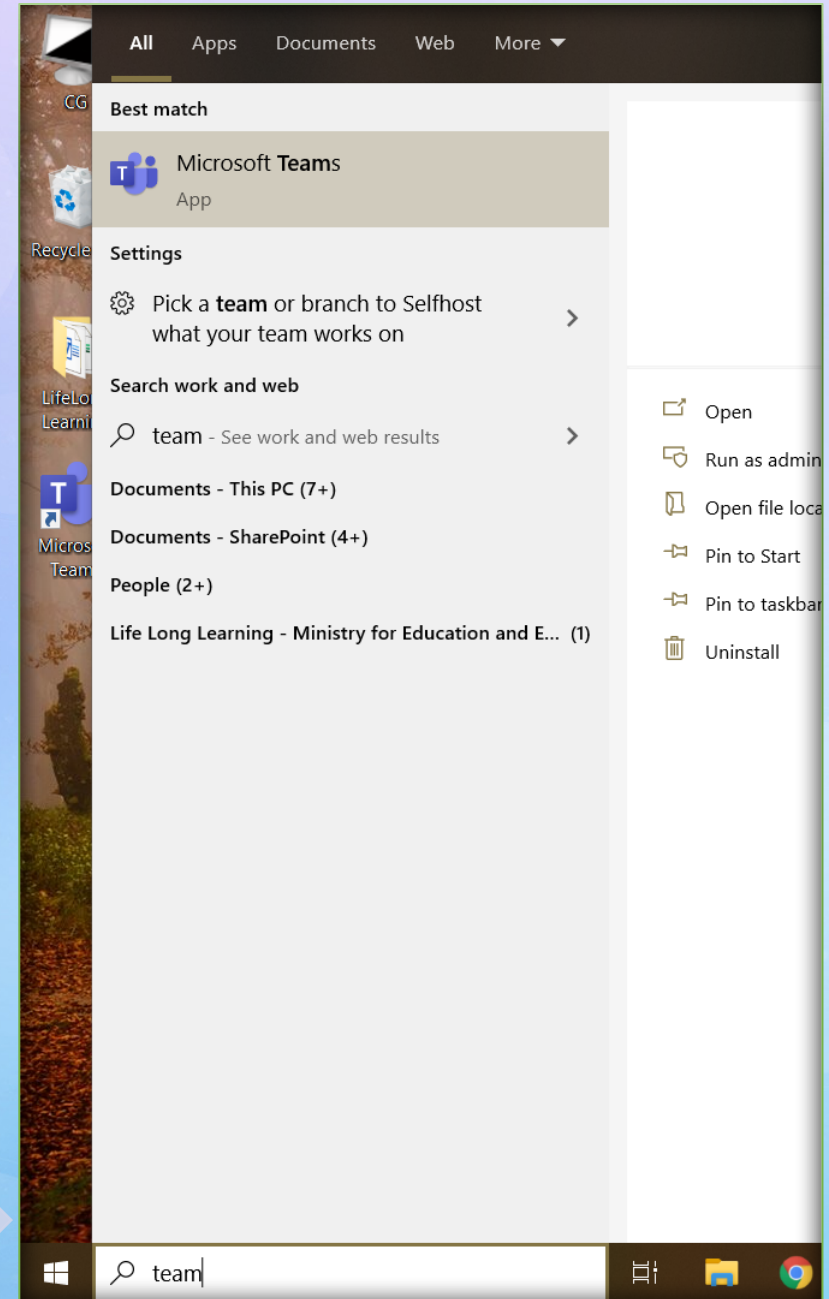 All Apps Documents Web More
CG
Recycle
LifeLo
Learni
Micros
Team
Best match
Microsoft Teams
App
Settings
Pick a team or branch to Selfhost
what your team works on
Search work and web
team - See work and web results
Documents - This PC (7+)
Documents - SharePoint (4+)
People (2+)
Life Long Learning - Ministry for Education and E... (1)
Open
Run as admin
Open file loca
Pin to Start
Pin to taskbar
Uninstall
team